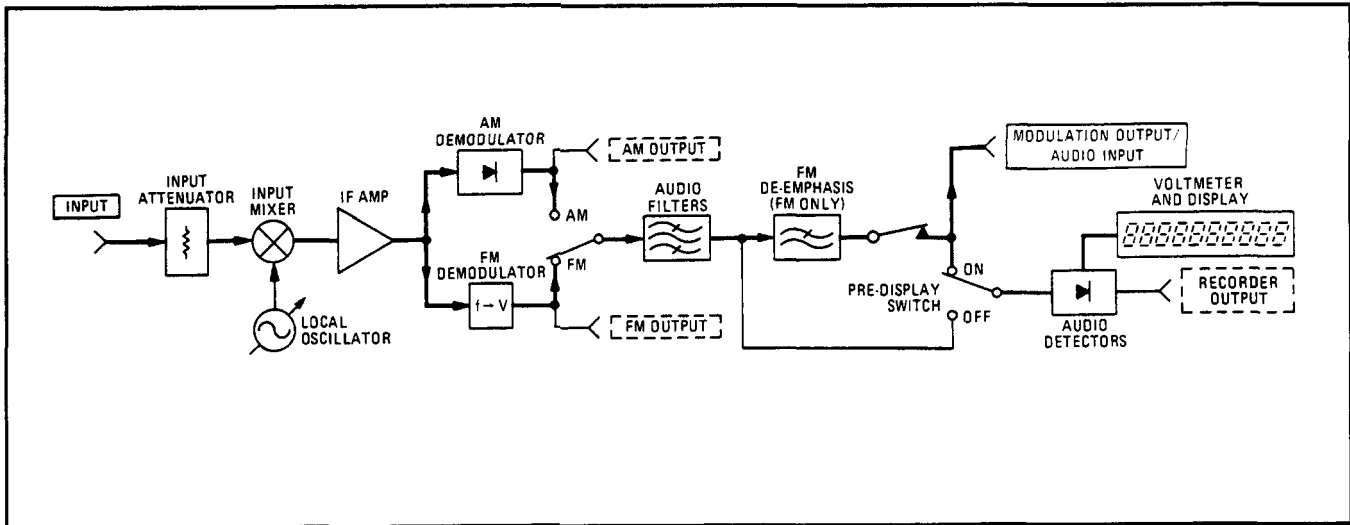 INPUT
INPUT
ATTENUATOR
INPUT
MIXER
LOCAL
OSCILLATOR
IF AMP
AM
DEMODULATOR
AM OUTPUT
AM
FM
FM
DEMODULATOR
f → V
FM OUTPUT
AUDIO
FILTERS
FM
DE-EMPHASIS
(FM ONLY)
MODULATION OUTPUT/
AUDIO INPUT
VOLTMETER
AND DISPLAY
8888888888
ON
PRE-DISPLAY
SWITCH
OFF
AUDIO
DETECTORS
RECORDER
OUTPUT